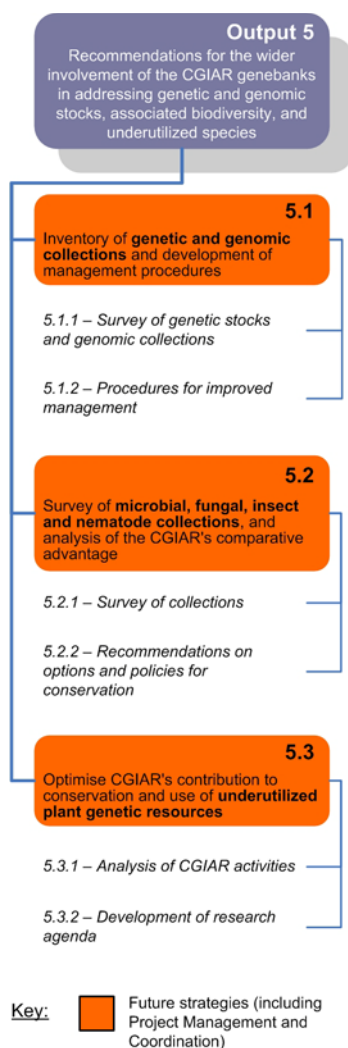 Output 5
Recommendations for the wider
involvement of the CGIAR genebanks
in addressing genetic and genomic
stocks, associated biodiversity, and
underutilized species
5.1
Inventory of genetic and genomic
collections and development of
management procedures
5.1.1 – Survey of genetic stocks
and genomic collections
5.1.2 – Procedures for improved
management
5.2
Survey of microbial, fungal, insect
and nematode collections, and
analysis of the CGIAR's comparative
advantage
5.2.1 – Survey of collections
5.2.2 – Recommendations on
options and policies for
conservation
5.3
Optimise CGIAR's contribution to
conservation and use of underutilized
plant genetic resources
5.3.1 – Analysis of CGIAR activities
5.3.2 – Development of research
agenda
Key:
Future strategies (including
Project Management and
Coordination)